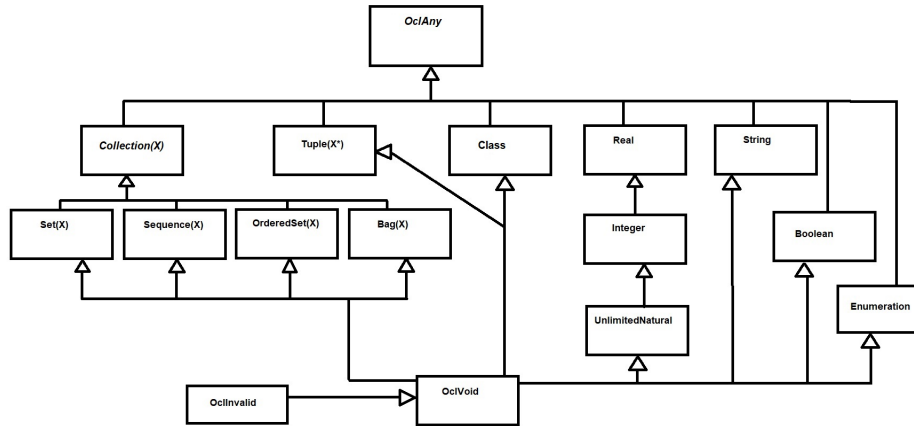 OclAny
Collection(X)
Tuple(X*)
Class
Real
String
Set(X)
Sequence(X)
OrderedSet(X)
Bag(X)
Integer
Boolean
UnlimitedNatural
Enumeration
OclInvalid
OclVoid